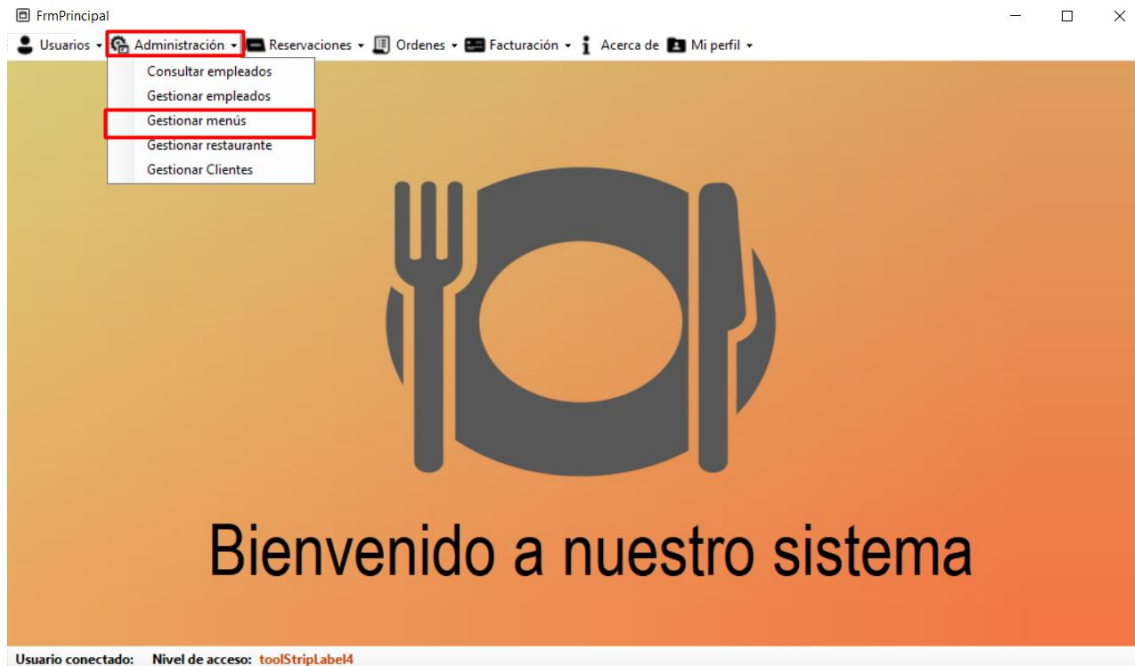 FrmPrincipal
Usuarios Administración Reservaciones Ordenes Facturación Acerca de Mi perfil
Consultar empleados
Gestionar empleados
Gestionar menús
Gestionar restaurante
Gestionar Clientes
Bienvenido a nuestro sistema
Usuario conectado: Nivel de acceso: toolStripLabel4